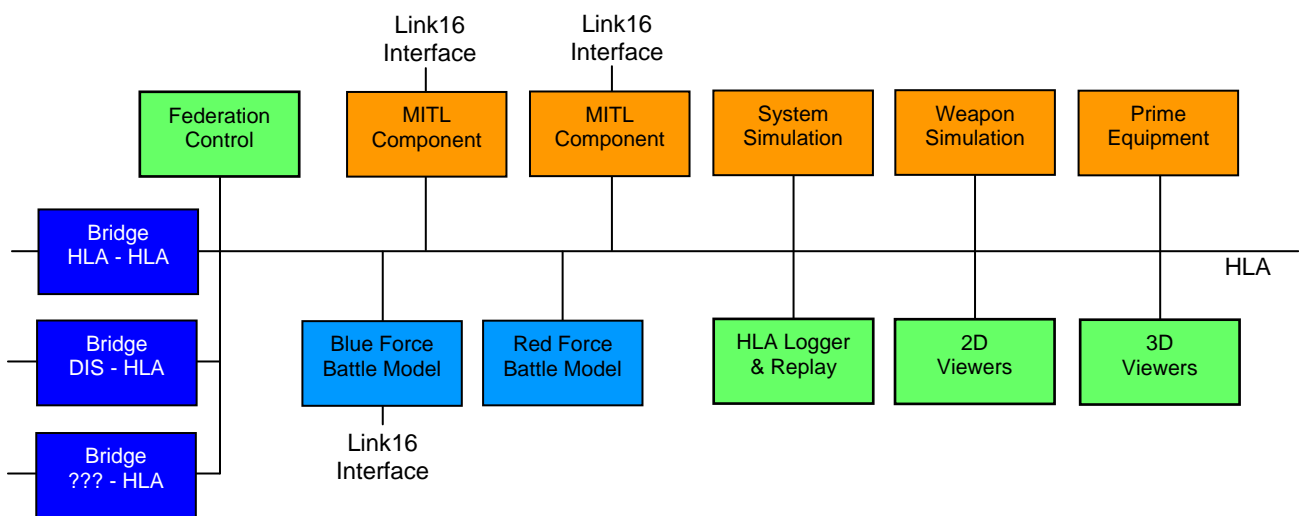 Link16
Interface
Link16
Interface
Federation
Control
MITL
Component
MITL
Component
System
Simulation
Weapon
Simulation
Prime
Equipment
Bridge
HLA - HLA
HLA
Bridge
DIS - HLA
Blue Force
Battle Model
Red Force
Battle Model
HLA Logger
& Replay
2D
Viewers
3D
Viewers
Link16
Interface
Bridge
??? - HLA